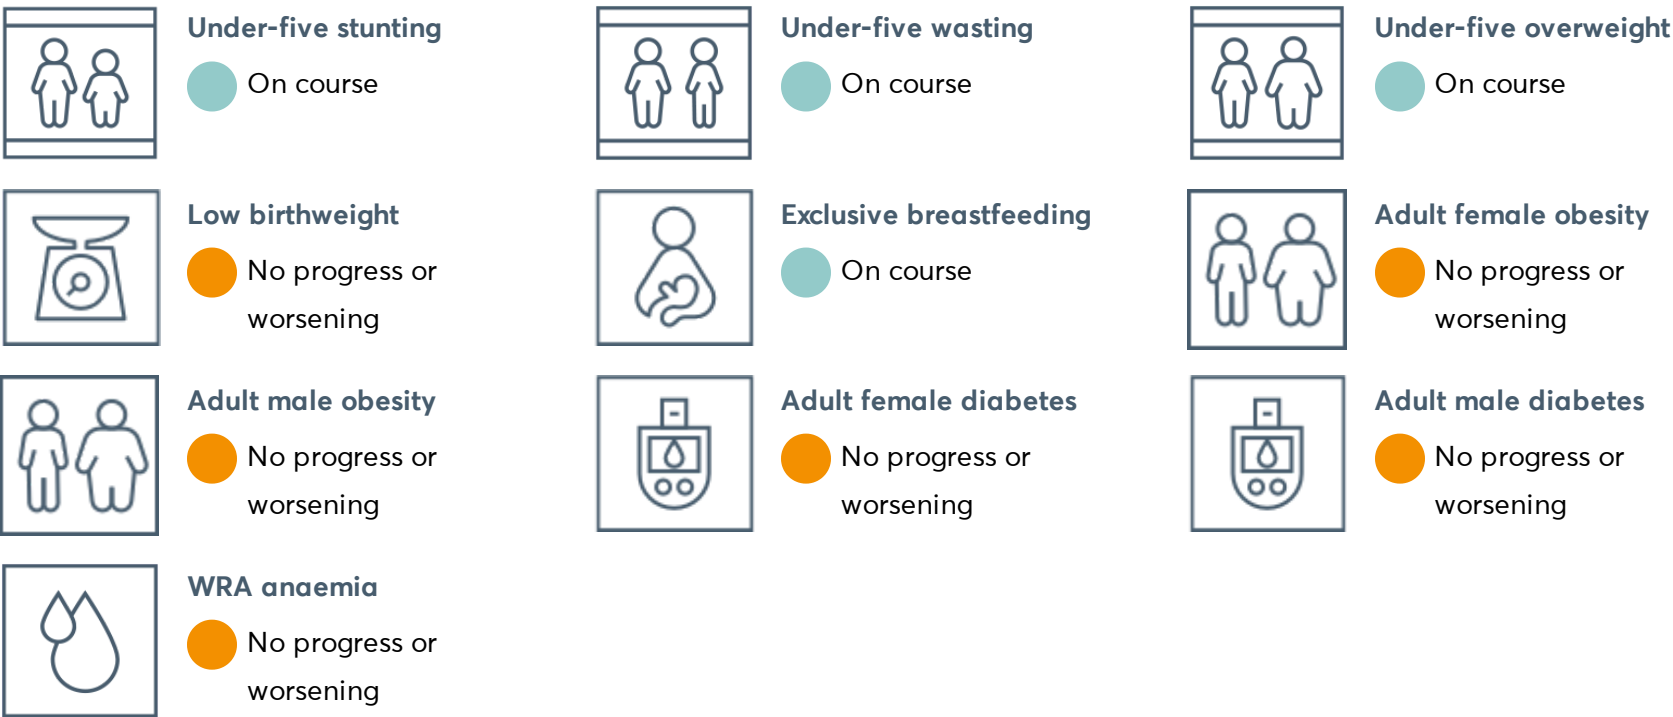 Under-five stunting
On course
Under-five wasting
On course
Under-five overweight
On course
Low birthweight
No progress or
worsening
Exclusive breastfeeding
On course
Adult female obesity
No progress or
worsening
Adult male obesity
No progress or
worsening
Adult female diabetes
No progress or
worsening
Adult male diabetes
No progress or
worsening
WRA anaemia
No progress or
worsening